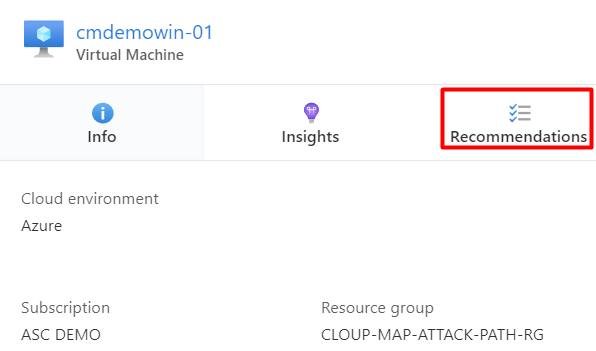 cmdemowin-01
Virtual Machine
Info
Insights
Recommendations
Cloud environment
Azure
Subscription
Resource group
ASC DEMO
CLOUP-MAP-ATTACK-PATH-RG